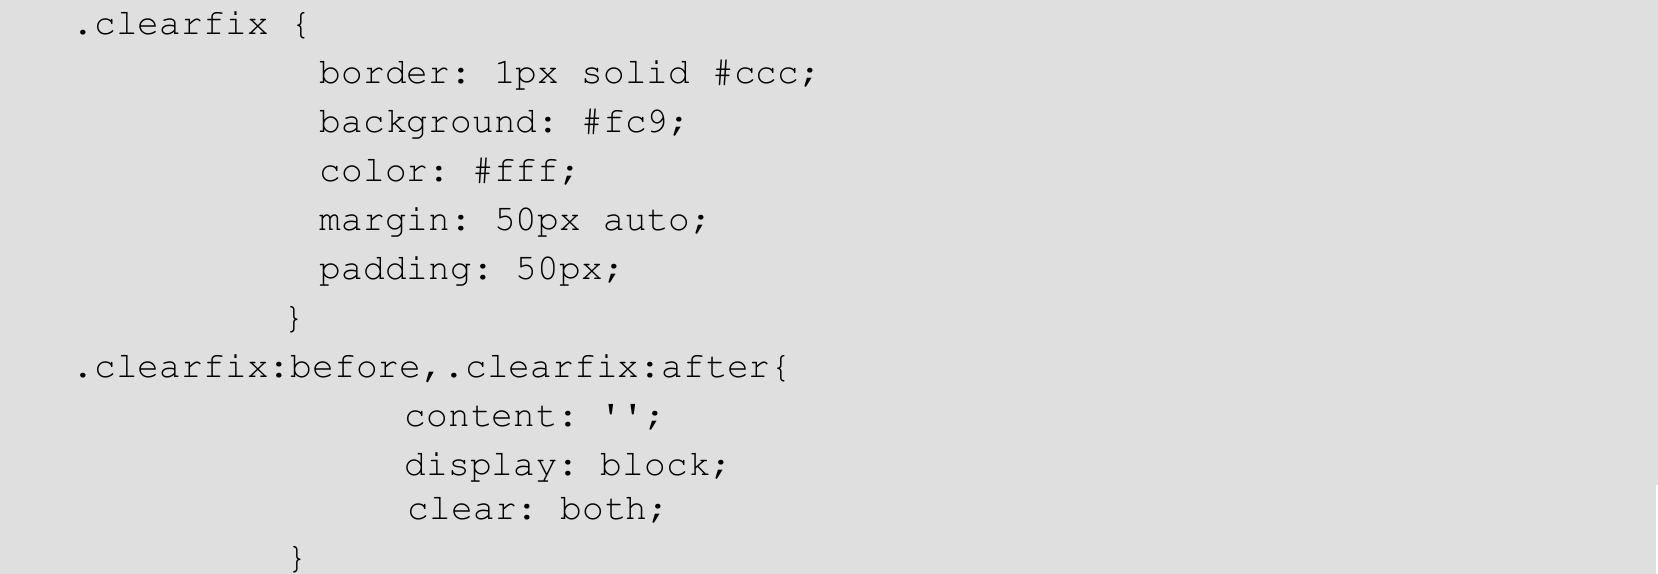 .clearfix {
border: 1px solid #ccc;
background: #fc9;
color: #fff;
margin: 50px auto;
padding: 50px;
}
.clearfix:before,.clearfix:after{
content: '';
display: block;
clear: both;
}